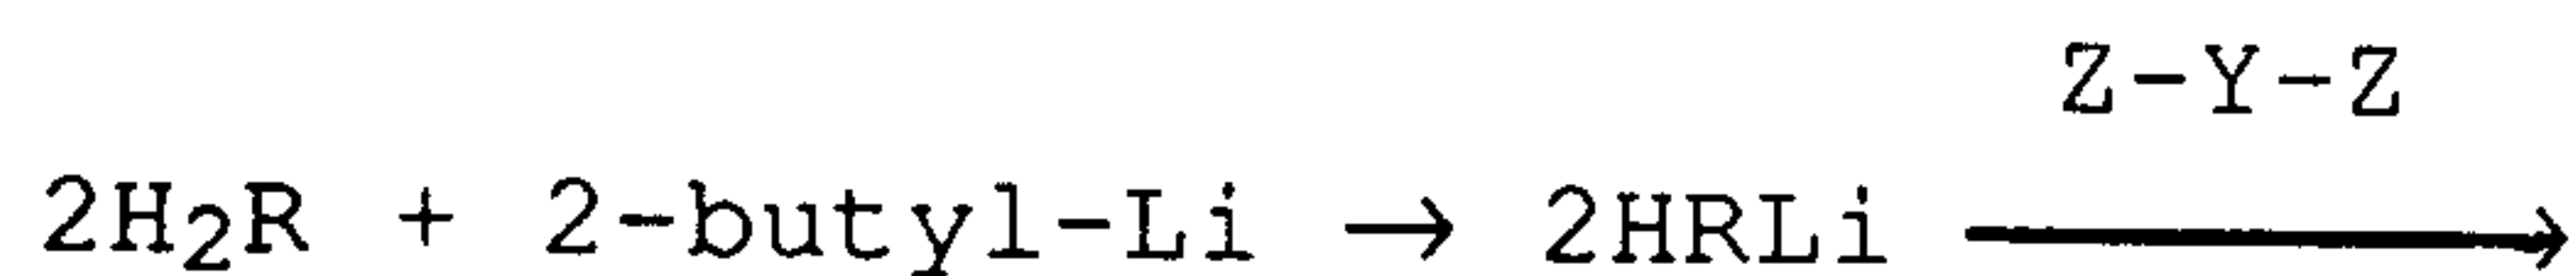 Z-Y-Z
2H₂R + 2-butyl-Li → 2HRLi ⟶